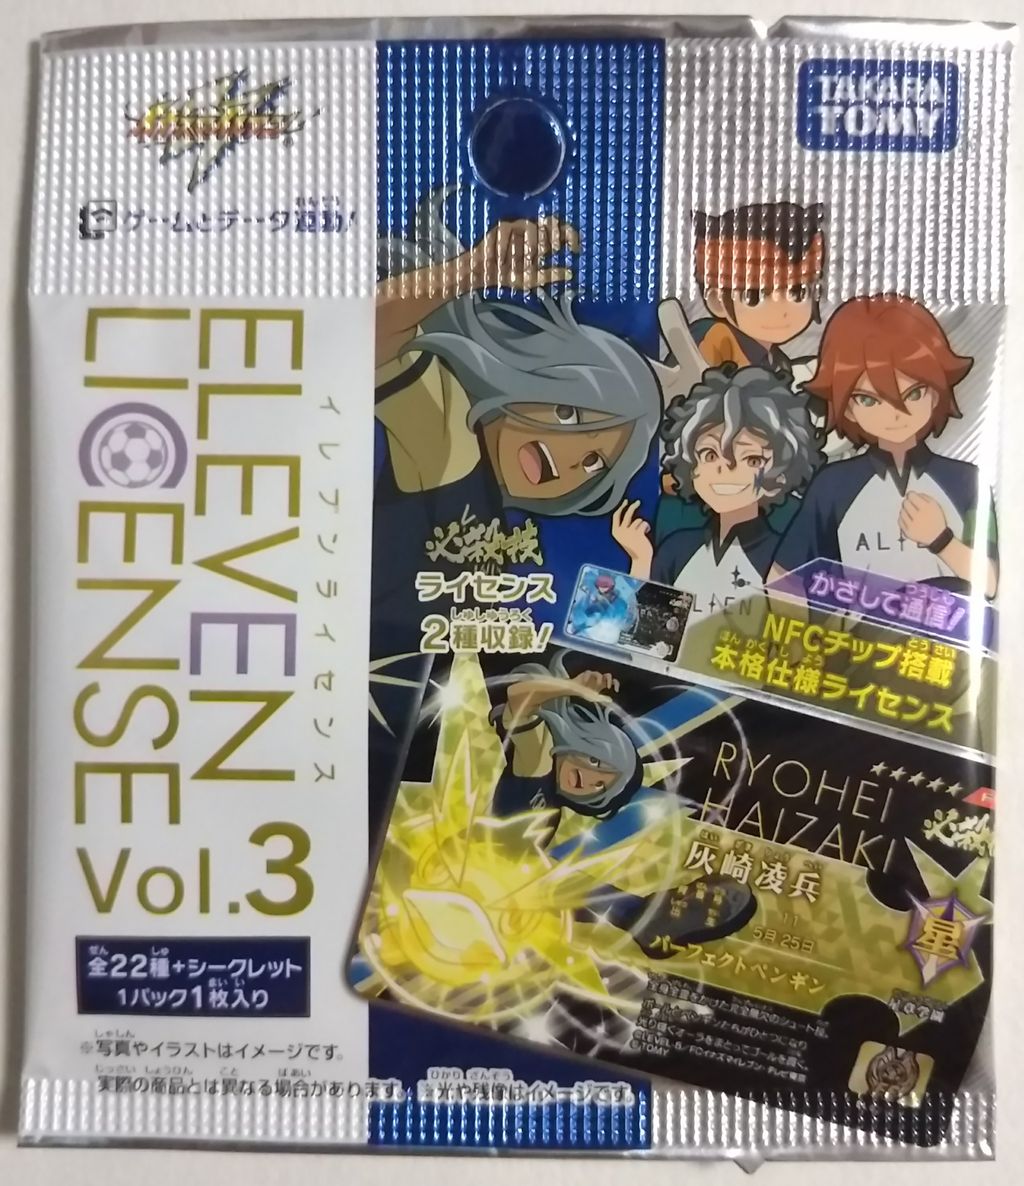 TAKARA
TOMY
ゲームとデータ連動!
ELEVEN
LICENSE
イレブンライセンス
Vol.3
全22種+シークレット
1パック1枚入り
※写真やイラストはイメージです。
実際の商品とは異なる場合があります。 ※光や残像はイメージです。
必殺技
ライセンス
2種収録!
ALIEN
かざして通信!
NFCチップ搭載
本格仕様ライセンス
RYOHEI
HAIZAKI
★★★★★
必殺
灰崎凌兵
11
5月25日
パーフェクトペンギン
星
星章学園